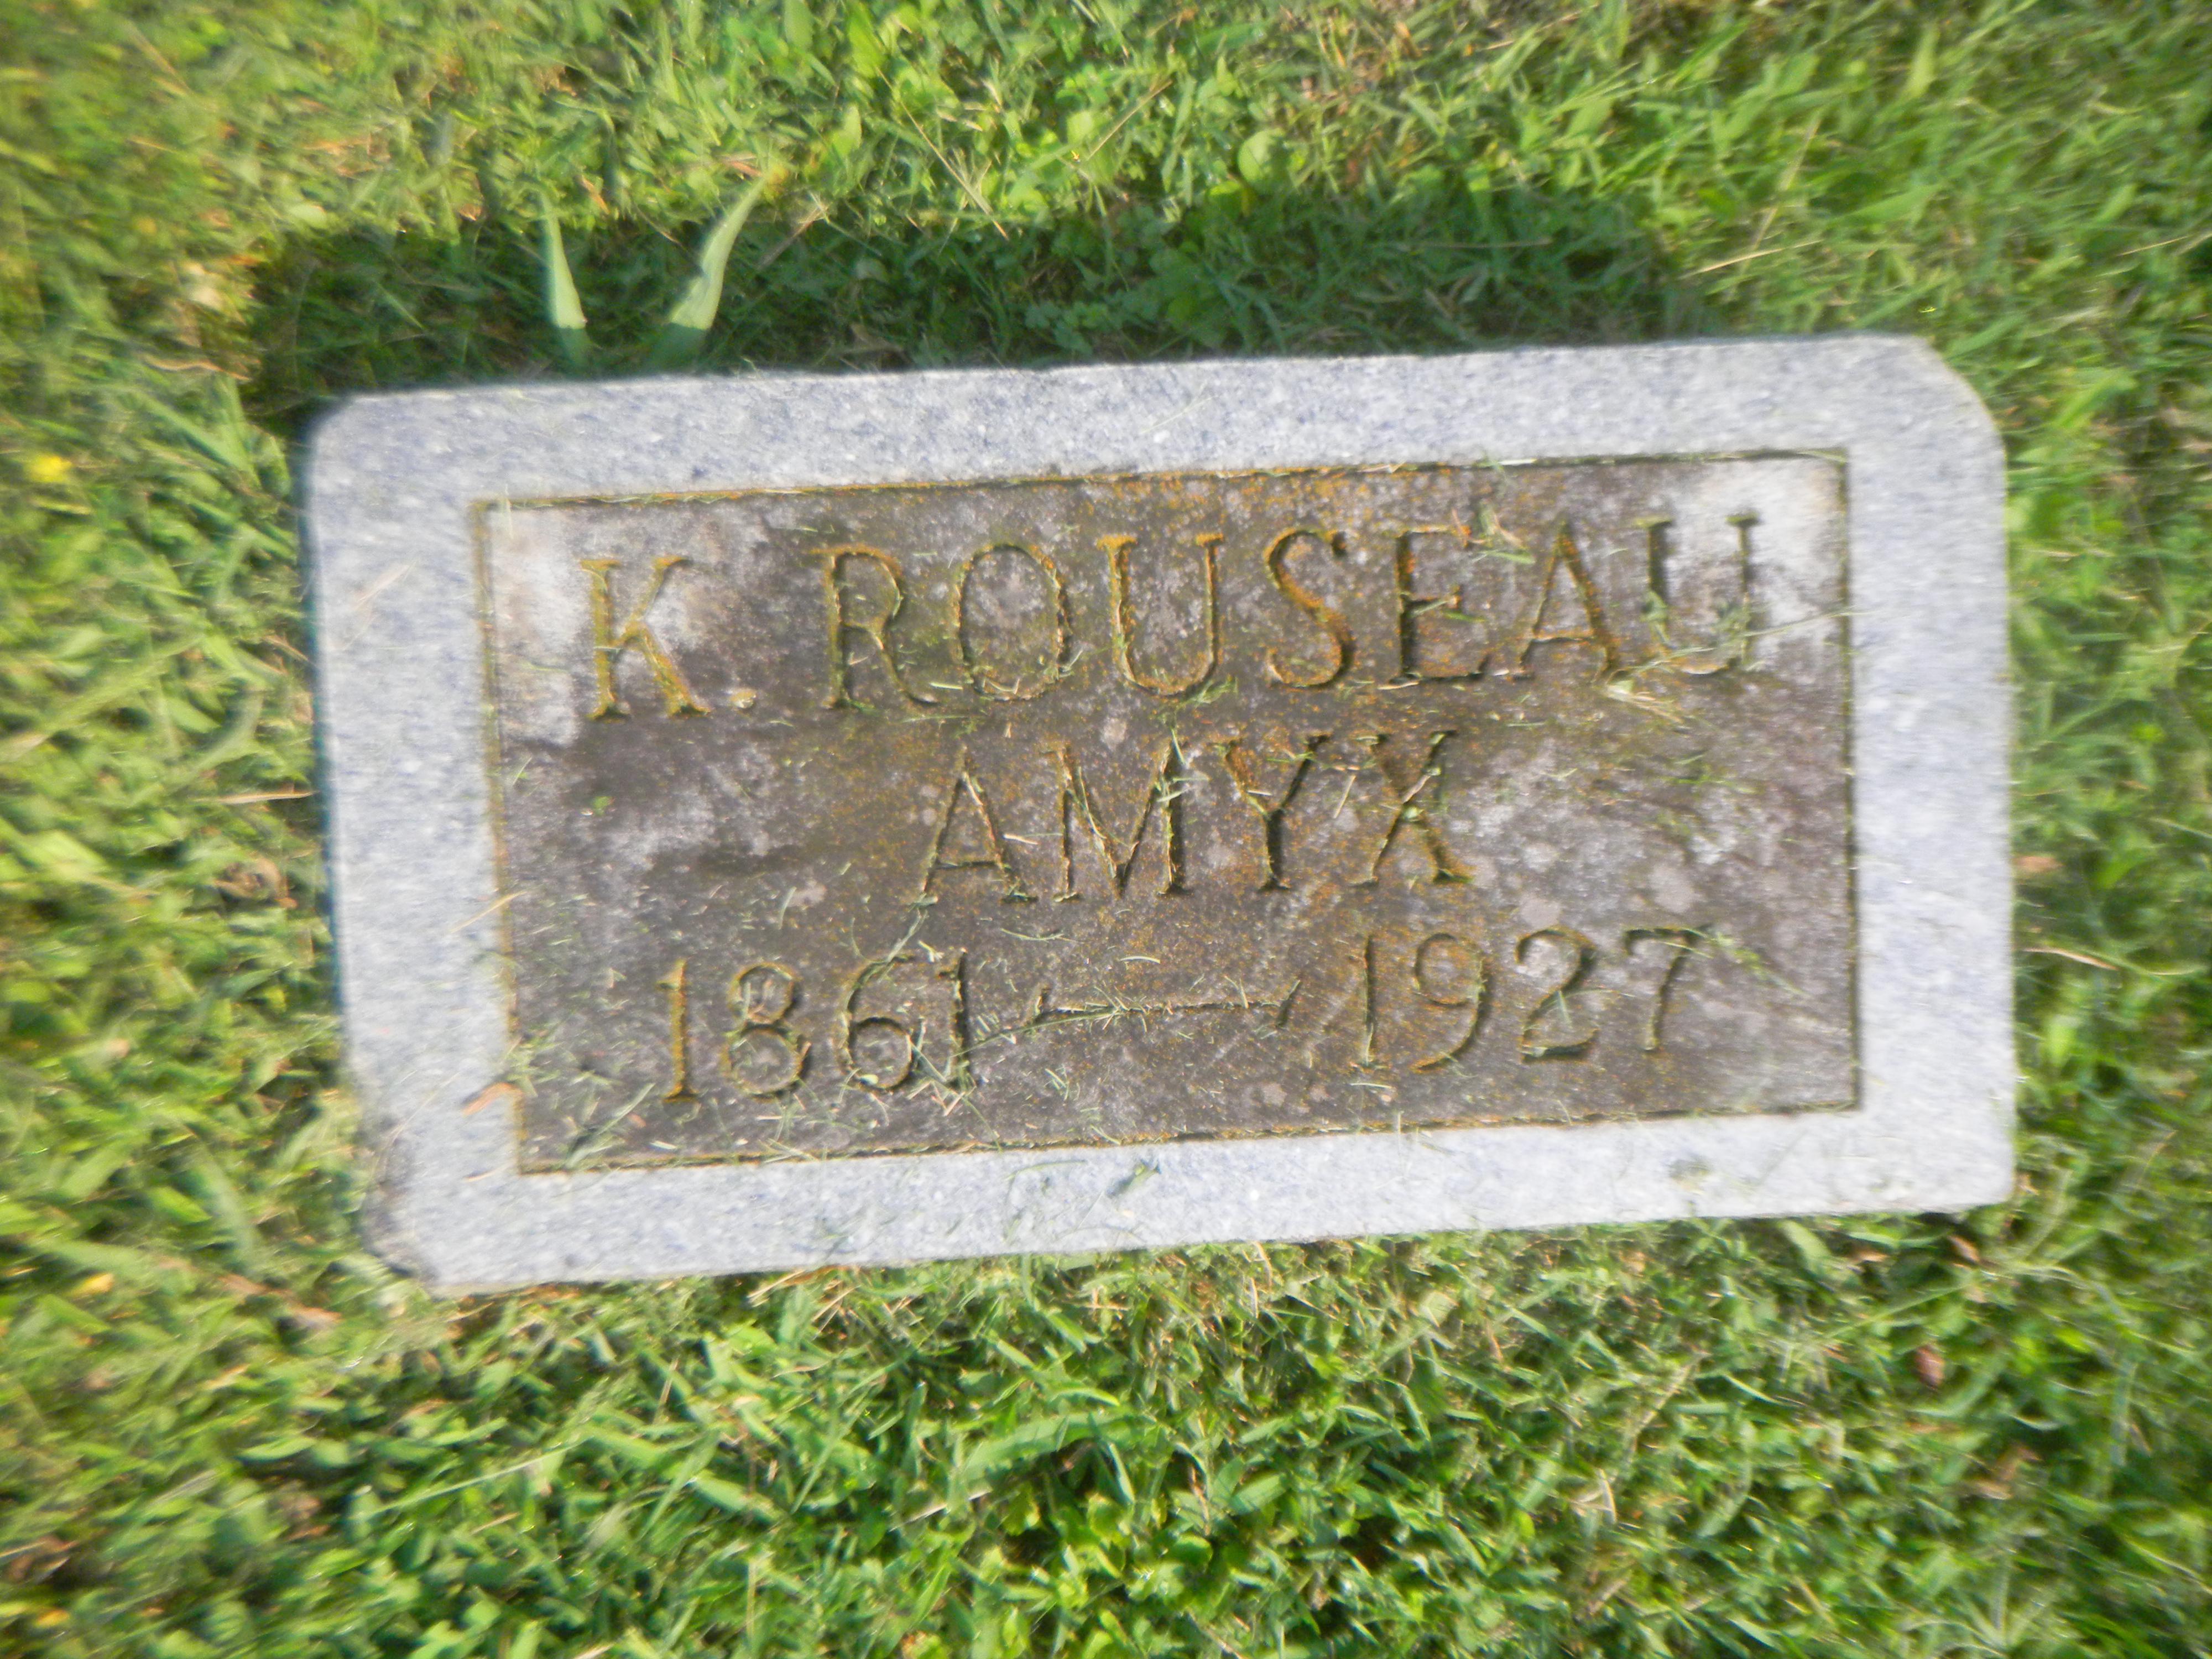 K. ROUSEAU
AMYX
1861 — 1927